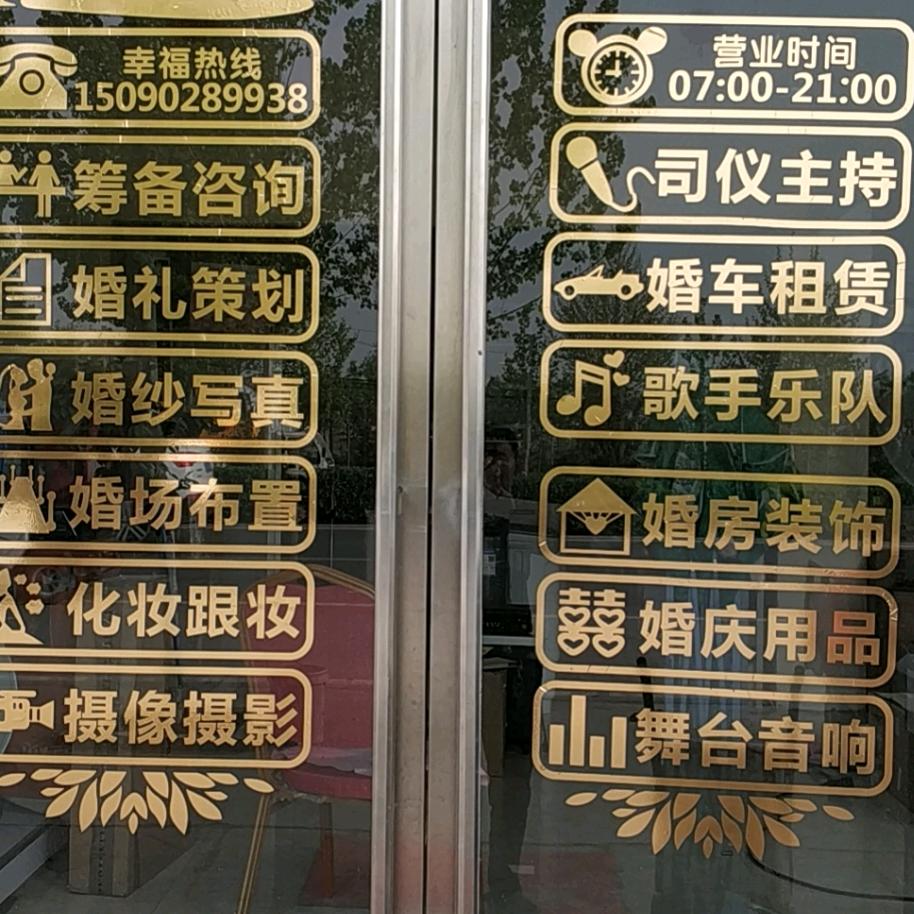 幸福热线
15090289938
筹备咨询
婚礼策划
婚纱写真
婚场布置
化妆跟妆
摄像摄影
营业时间
07:00-21:00
司仪主持
婚车租赁
歌手乐队
婚房装饰
囍囍
婚庆用品
舞台音响